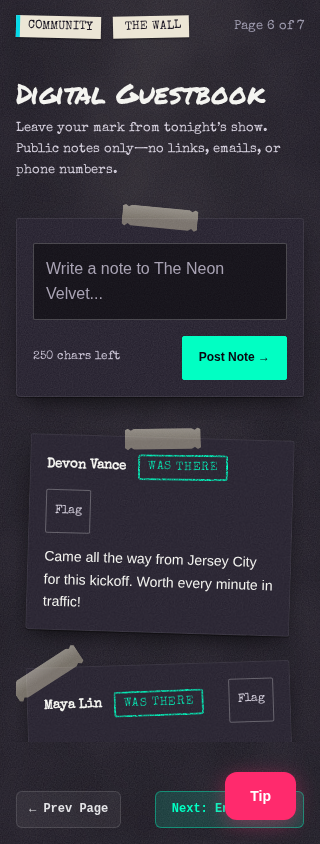 COMMUNITY THE WALL Page 6 of 7
Digital Guestbook
Leave your mark from tonight's show.
Public notes only—no links, emails, or
phone numbers.
Write a note to The Neon
Velvet...
250 chars left Post Note →
Devon Vance WAS THERE
Flag
Came all the way from Jersey City
for this kickoff. Worth every minute in
traffic!
Maya Lin WAS THERE Flag
← Prev Page Next: Tip